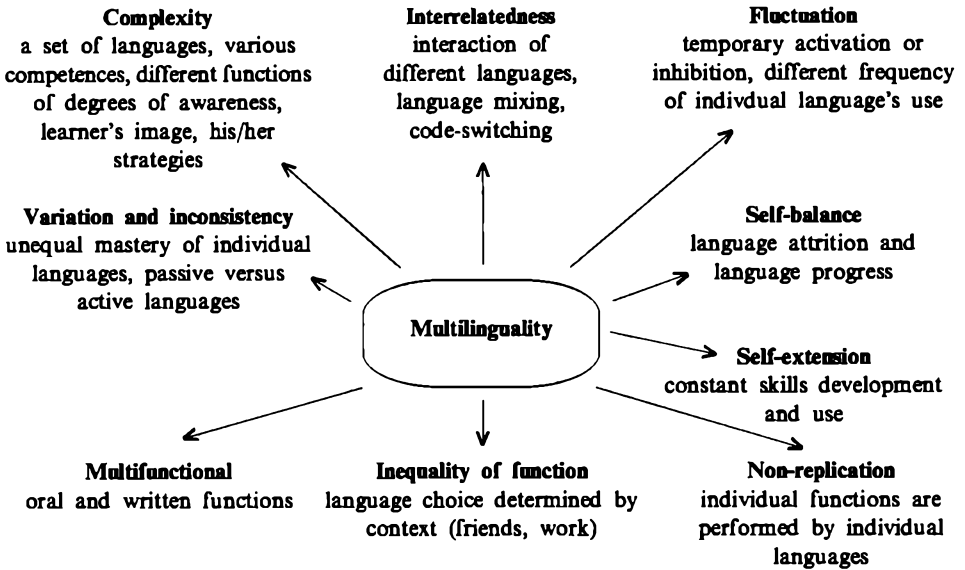 Complexity
a set of languages, various
competences, different functions
of degrees of awareness,
learner's image, his/her
strategies
Interrelatedness
interaction of
different languages,
language mixing,
code-switching
Fluctuation
temporary activation or
inhibition, different frequency
of indivdual language's use
Variation and inconsistency
unequal mastery of individual
languages, passive versus
active languages
Self-balance
language attrition and
language progress
Multilinguality
Self-extension
constant skills development
and use
Multifunctional
oral and written functions
Inequality of function
language choice determined by
context (friends, work)
Non-replication
individual functions are
performed by individual
languages